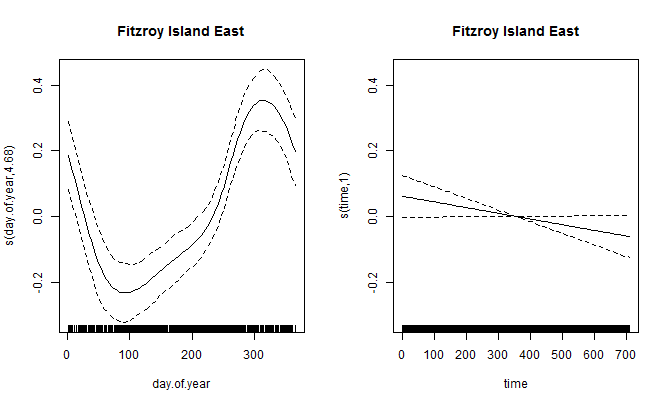 Fitzroy Island East
s(day.of.year,4.68)
0.4
0.2
0.0
-0.2
0 100 200 300
day.of.year
Fitzroy Island East
s(time,1)
0.4
0.2
0.0
-0.2
0 100 200 300 400 500 600 700
time